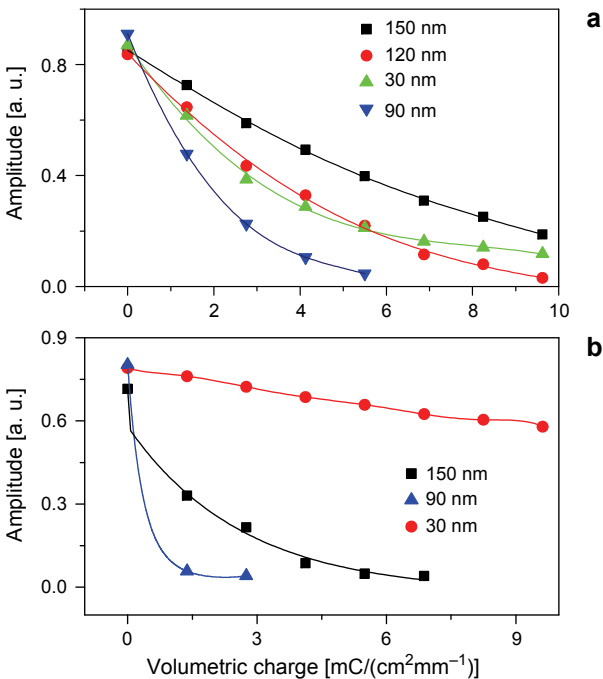 a
150 nm
120 nm
30 nm
90 nm
Amplitude [a. u.]
0.8
0.4
0.0
0 2 4 6 8 10
b
Amplitude [a. u.]
0.9
0.6
0.3
0.0
150 nm
90 nm
30 nm
0 3 6 9
Volumetric charge [mC/(cm²mm⁻¹)]